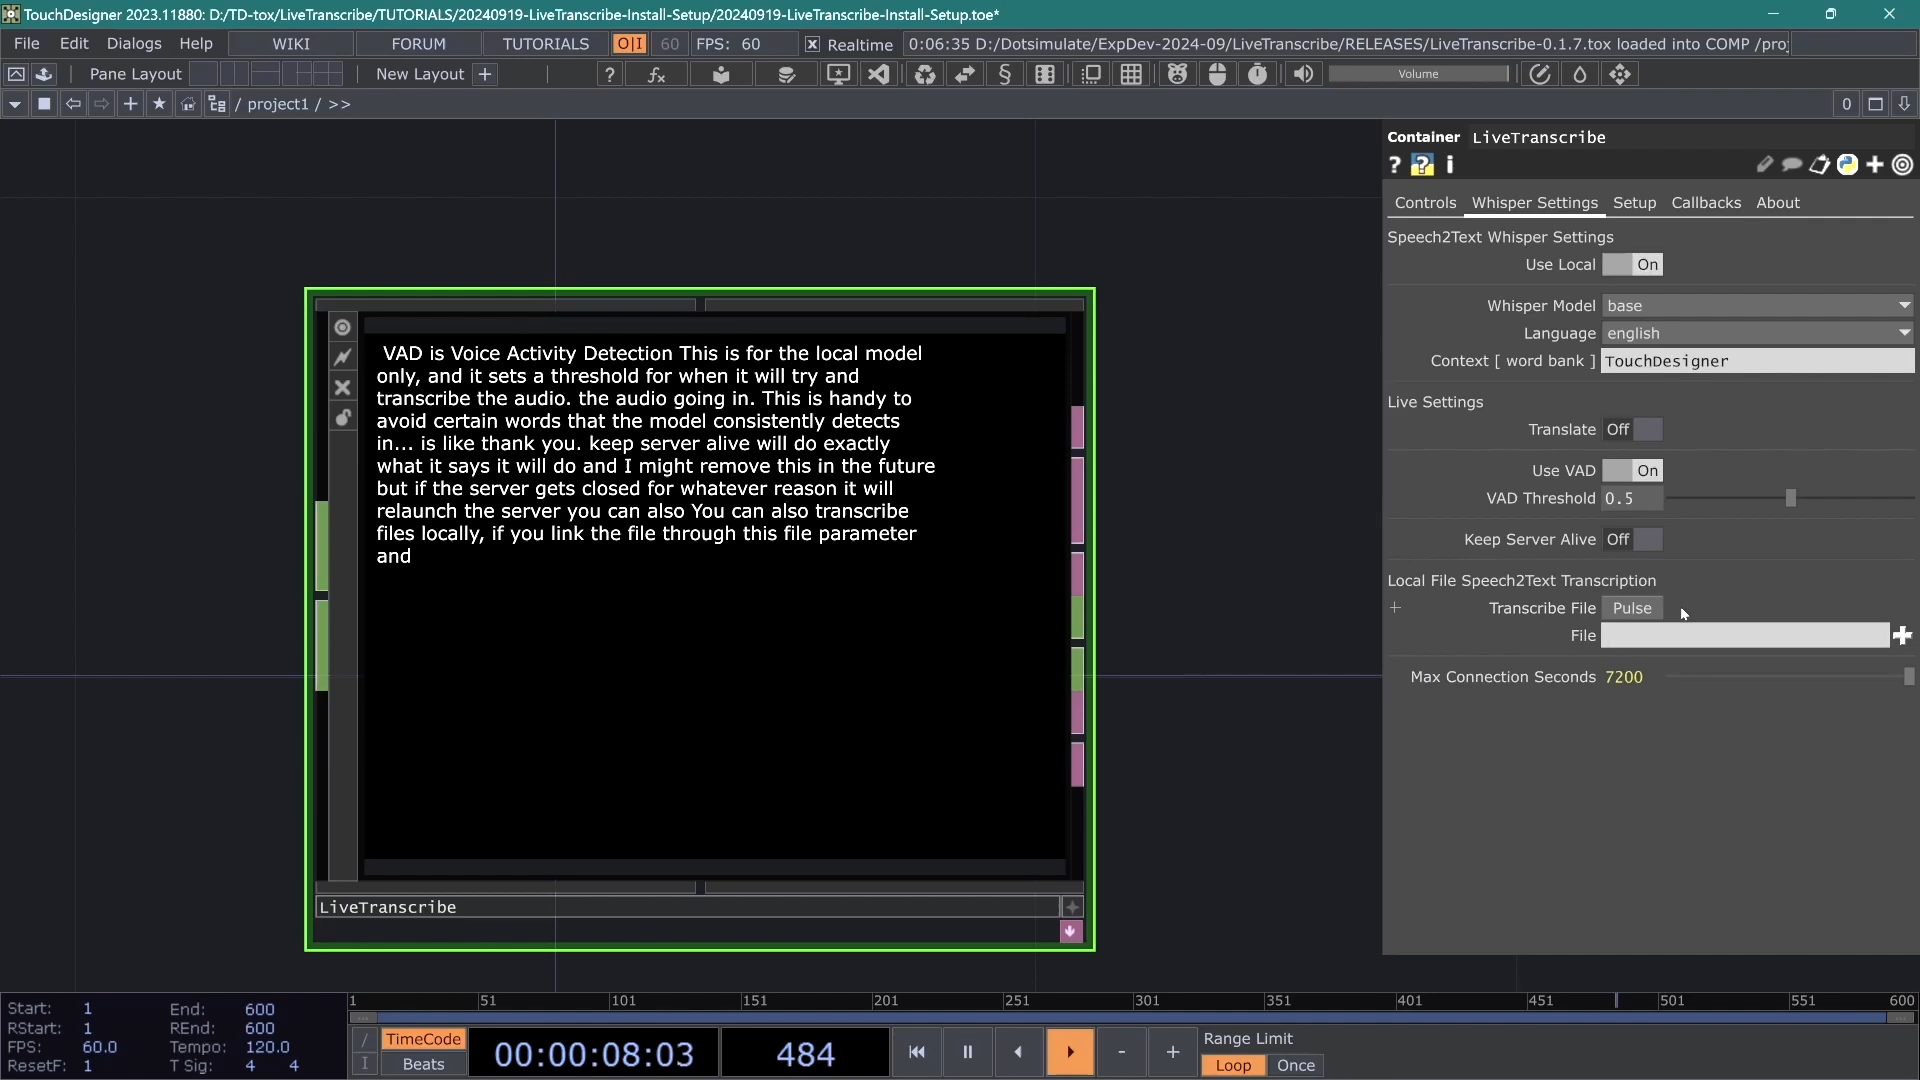 TouchDesigner 2023.11880: D:/TD-tox/LiveTranscribe/TUTORIALS/20240919-LiveTranscribe-Install-Setup/20240919-LiveTranscribe-Install-Setup.toe*
File Edit Dialogs Help WIKI FORUM TUTORIALS O|I 60 FPS: 60 X Realtime 0:06:35 D:/Dotsimulate/ExpDev-2024-09/LiveTranscribe/RELEASES/LiveTranscribe-0.1.7.tox loaded into COMP /proj
Pane Layout New Layout + ? fx Volume
/ project1 / >> 0
Container LiveTranscribe
? ? i
Controls Whisper Settings Setup Callbacks About
Speech2Text Whisper Settings
Use Local On
Whisper Model base
Language english
Context [ word bank ] TouchDesigner
Live Settings
Translate Off
Use VAD On
VAD Threshold 0.5
Keep Server Alive Off
Local File Speech2Text Transcription
+ Transcribe File Pulse
File
Max Connection Seconds 7200
VAD is Voice Activity Detection This is for the local model
only, and it sets a threshold for when it will try and
transcribe the audio. the audio going in. This is handy to
avoid certain words that the model consistently detects
in... is like thank you. keep server alive will do exactly
what it says it will do and I might remove this in the future
but if the server gets closed for whatever reason it will
relaunch the server you can also You can also transcribe
files locally, if you link the file through this file parameter
and
LiveTranscribe
1 51 101 151 201 251 301 351 401 451 501 551 600
Start: 1 End: 600
RStart: 1 REnd: 600
FPS: 60.0 Tempo: 120.0
ResetF: 1 T Sig: 4 4
/ TimeCode
I Beats
00:00:08:03 484
- +
Range Limit
Loop Once